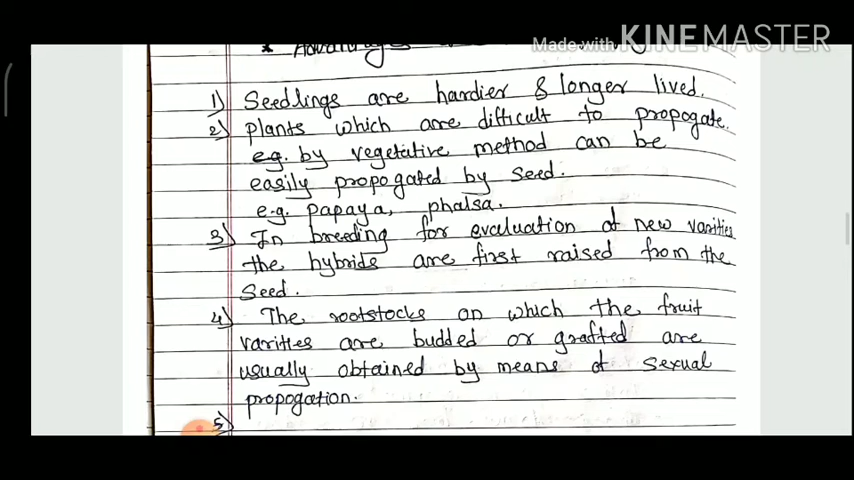 Made with KINEMASTER
* Advantages
1) Seedlings are hardier & longer lived.
2) Plants which are difficult to propogate.
e.g. by vegetative method can be
easily propogated by seed.
e.g. papaya, phalsa.
3) In breeding for evaluation of new varities
the hybrids are first raised from the
seed.
4) The rootstocks on which the fruit
varities are budded or grafted are
usually obtained by means of sexual
propogation.
5)